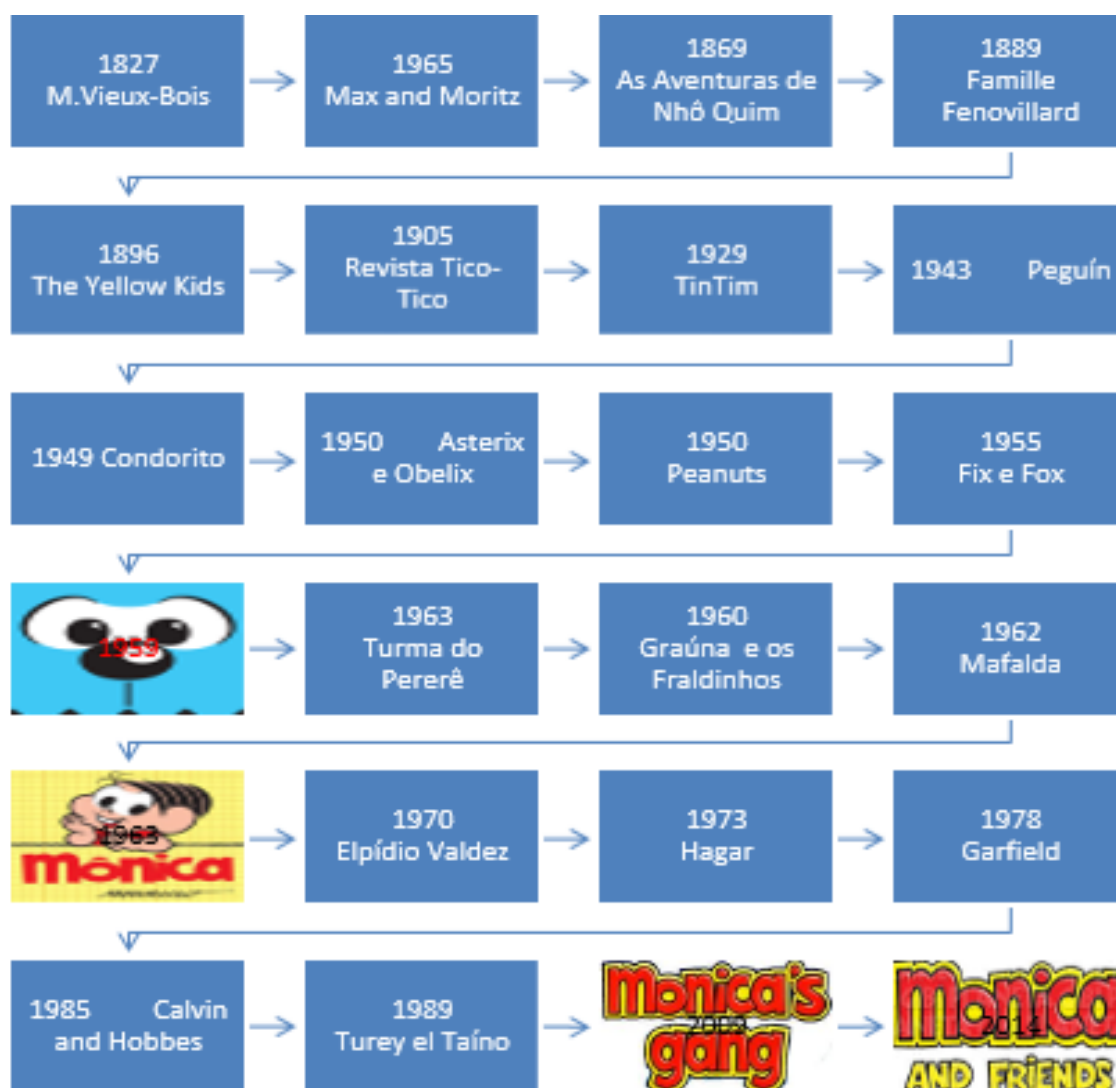 1827
M.Vieux-Bois
1965
Max and Moritz
1869
As Aventuras de
Nhô Quim
1889
Famille
Fenovillard
1896
The Yellow Kids
1905
Revista Tico-
Tico
1929
TinTim
1943 Peguín
1949 Condorito
1950 Asterix
e Obelix
1950
Peanuts
1955
Fix e Fox
1959
1963
Turma do
Pererê
1960
Graúna e os
Fraldinhos
1962
Mafalda
1963
Mônica
1970
Elpídio Valdez
1973
Hagar
1978
Garfield
1985 Calvin
and Hobbes
1989
Turey el Taíno
Monica's
gang
Monica
2014
AND FRIENDS